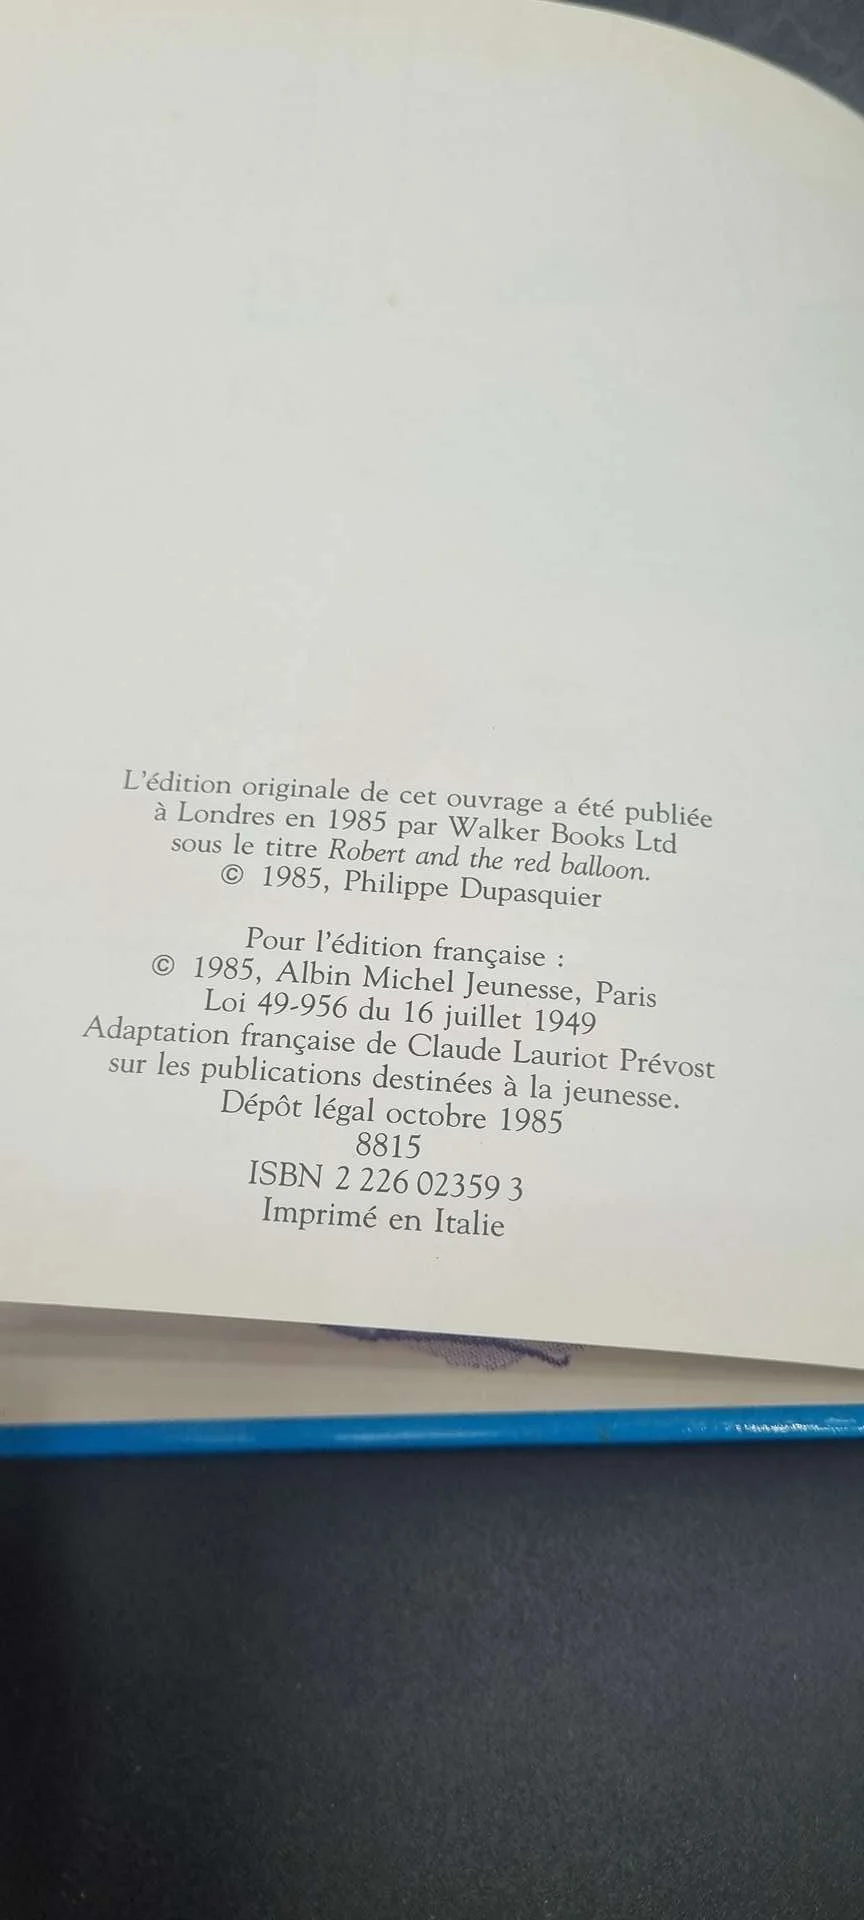 L'édition originale de cet ouvrage a été publiée
à Londres en 1985 par Walker Books Ltd
sous le titre Robert and the red balloon.
© 1985, Philippe Dupasquier
Pour l'édition française :
© 1985, Albin Michel Jeunesse, Paris
Loi 49-956 du 16 juillet 1949
Adaptation française de Claude Lauriot Prévost
sur les publications destinées à la jeunesse.
Dépôt légal octobre 1985
8815
ISBN 2 226 02359 3
Imprimé en Italie